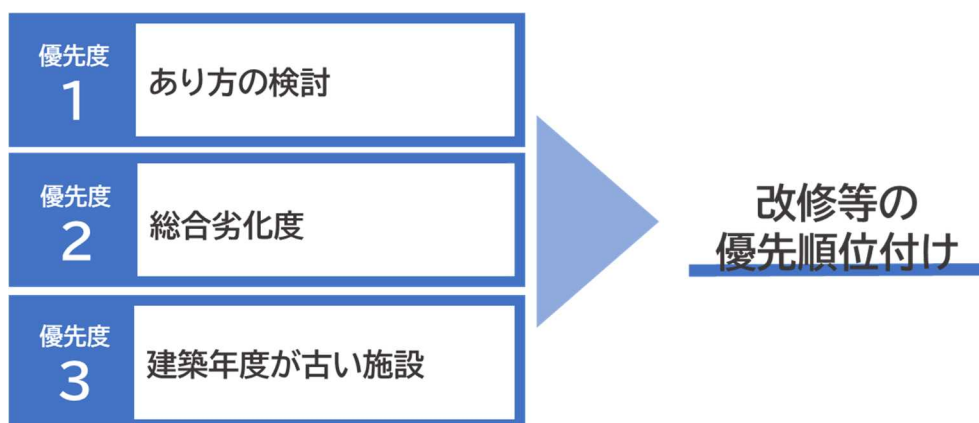 優先度
1
あり方の検討
優先度
2
総合劣化度
優先度
3
建築年度が古い施設
改修等の
優先順位付け